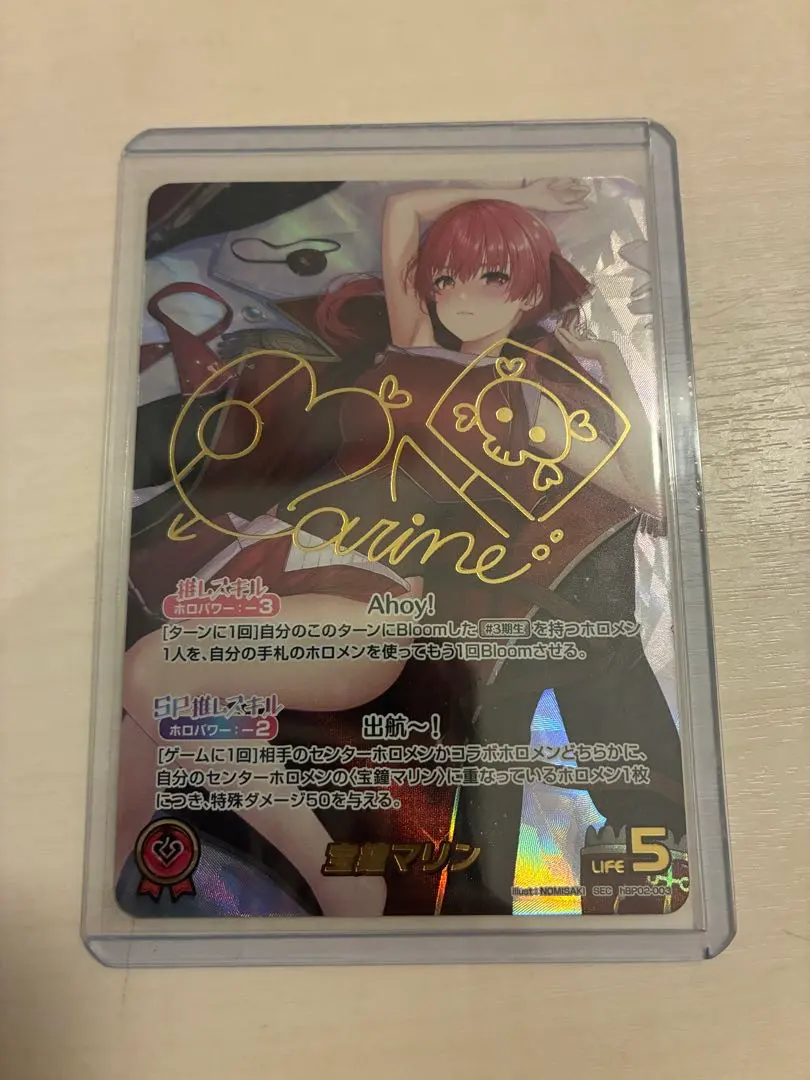 Marine
推しスキル
ホロパワー:-3
Ahoy!
[ターンに1回]自分のこのターンにBloomした #3期生 を持つホロメン
1人を、自分の手札のホロメンを使ってもう1回Bloomさせる。
SP推しスキル
ホロパワー:-2
出航~!
[ゲームに1回]相手のセンターホロメンかコラボホロメンどちらかに、
自分のセンターホロメンの〈宝鐘マリン〉に重なっているホロメン1枚
につき、特殊ダメージ50を与える。
宝鐘マリン
LIFE 5
illust: NOMISAKI SEC hBP02-003